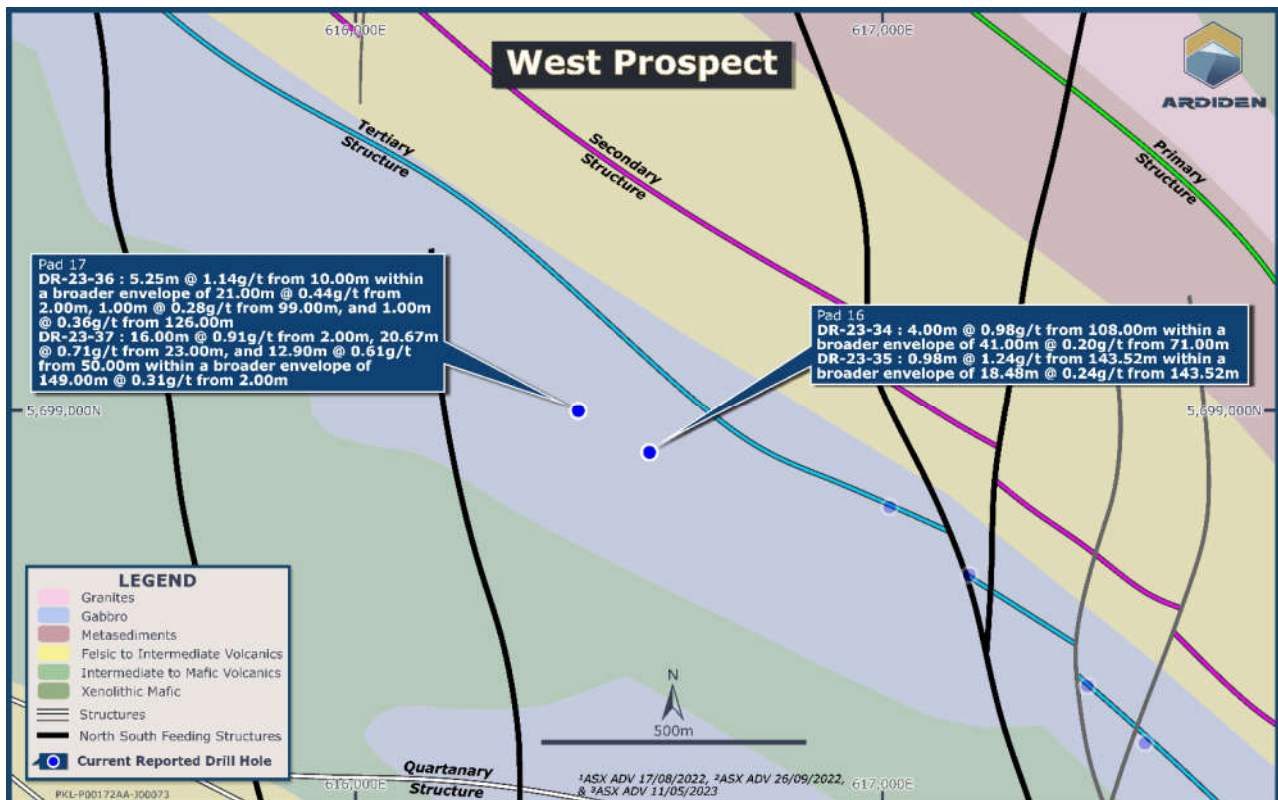 616,000E
617,000E
West Prospect
ARDIDEN
Tertiary
Structure
Secondary
Structure
Primary
Structure
Pad 17
DR-23-36 : 5.25m @ 1.14g/t from 10.00m within
a broader envelope of 21.00m @ 0.44g/t from
2.00m, 1.00m @ 0.28g/t from 99.00m, and 1.00m
@ 0.36g/t from 126.00m
DR-23-37 : 16.00m @ 0.91g/t from 2.00m, 20.67m
@ 0.71g/t from 23.00m, and 12.90m @ 0.61g/t
from 50.00m within a broader envelope of
149.00m @ 0.31g/t from 2.00m
Pad 16
DR-23-34 : 4.00m @ 0.98g/t from 108.00m within a
broader envelope of 41.00m @ 0.20g/t from 71.00m
DR-23-35 : 0.98m @ 1.24g/t from 143.52m within a
broader envelope of 18.48m @ 0.24g/t from 143.52m
5,699,000N
5,699,000N
LEGEND
Granites
Gabbro
Metasediments
Felsic to Intermediate Volcanics
Intermediate to Mafic Volcanics
Xenolithic Mafic
Structures
North South Feeding Structures
Current Reported Drill Hole
PKL-P00172AA-J00073
N
500m
Quartanary
Structure
616,000E
617,000E
¹ASX ADV 17/08/2022, ²ASX ADV 26/09/2022,
& ³ASX ADV 11/05/2023